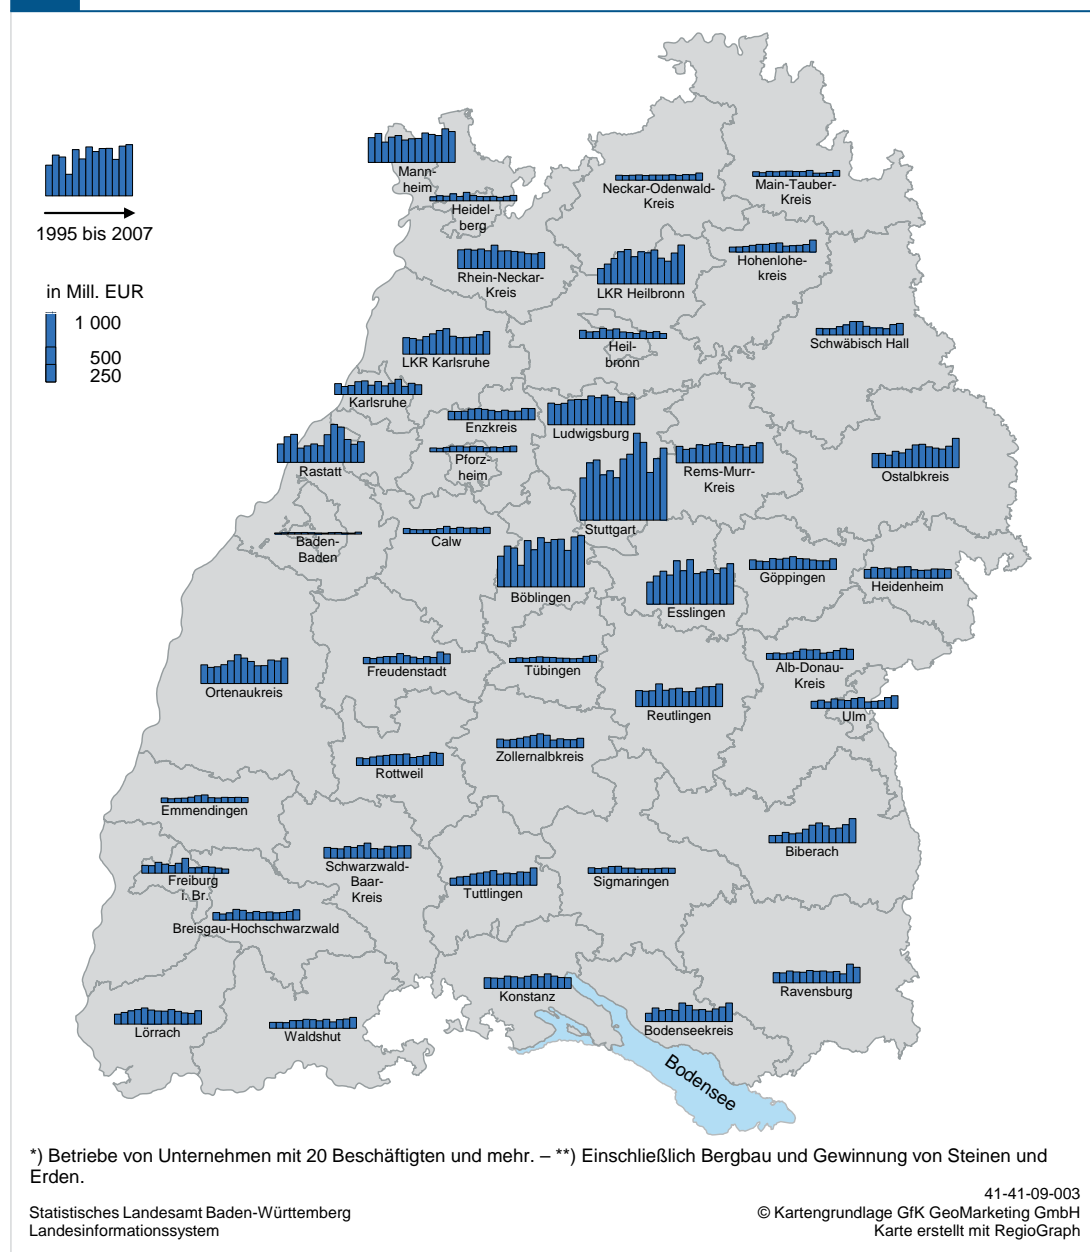 1995 bis 2007
in Mill. EUR
1 000
500
250
Mann-
heim
Heidel-
berg
Neckar-Odenwald-
Kreis
Main-Tauber-
Kreis
Rhein-Neckar-
Kreis
LKR Heilbronn
Hohenlohe-
kreis
LKR Karlsruhe
Heil-
bronn
Schwäbisch Hall
Karlsruhe
Enzkreis
Ludwigsburg
Rastatt
Pforz-
heim
Rems-Murr-
Kreis
Ostalbkreis
Stuttgart
Baden-
Baden
Calw
Böblingen
Esslingen
Göppingen
Heidenheim
Ortenaukreis
Freudenstadt
Tübingen
Reutlingen
Alb-Donau-
Kreis
Ulm
Rottweil
Zollernalbkreis
Emmendingen
Biberach
Freiburg
i. Br.
Schwarzwald-
Baar-
Kreis
Tuttlingen
Sigmaringen
Breisgau-Hochschwarzwald
Konstanz
Ravensburg
Lörrach
Waldshut
Bodenseekreis
Bodensee
*) Betriebe von Unternehmen mit 20 Beschäftigten und mehr. – **) Einschließlich Bergbau und Gewinnung von Steinen und
Erden.
41-41-09-003
Statistisches Landesamt Baden-Württemberg
Landesinformationssystem
© Kartengrundlage GfK GeoMarketing GmbH
Karte erstellt mit RegioGraph